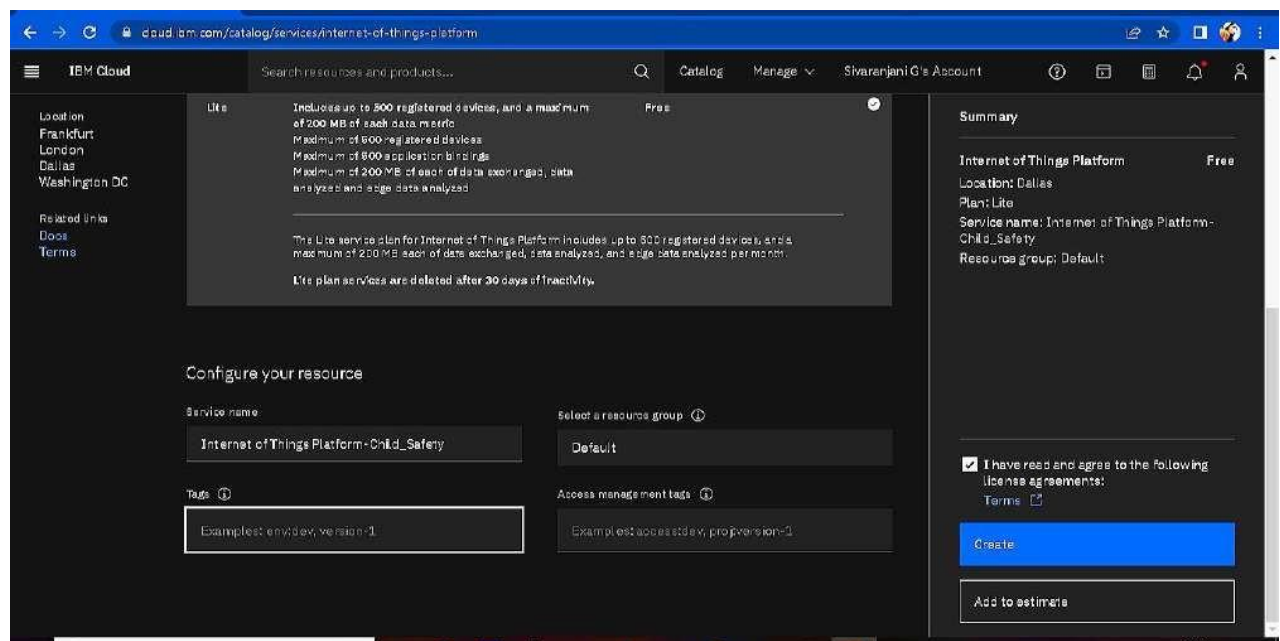 cloud.ibm.com/catalog/services/internet-of-things-platform
IBM Cloud
Search resources and products...
Catalog
Manage
Sivaranjani G's Account
Location
Frankfurt
London
Dallas
Washington DC
Related links
Docs
Terms
Lite
Includes up to 500 registered devices, and a maximum
of 200 MB of each data metric
Maximum of 500 registered devices
Maximum of 500 application bindings
Maximum of 200 MB of each of data exchanged, data
analyzed and edge data analyzed
Free
The Lite service plan for Internet of Things Platform includes up to 500 registered devices, and a
maximum of 200 MB each of data exchanged, data analyzed, and edge data analyzed per month.
Lite plan services are deleted after 30 days of inactivity.
Configure your resource
Service name
Internet of Things Platform-Child_Safety
Select a resource group
Default
Tags
Examples: env:dev, version-1
Access management tags
Examples: access:dev, proj:version-1
Summary
Internet of Things Platform Free
Location: Dallas
Plan: Lite
Service name: Internet of Things Platform-
Child_Safety
Resource group: Default
I have read and agree to the following
license agreements:
Terms
Create
Add to estimate